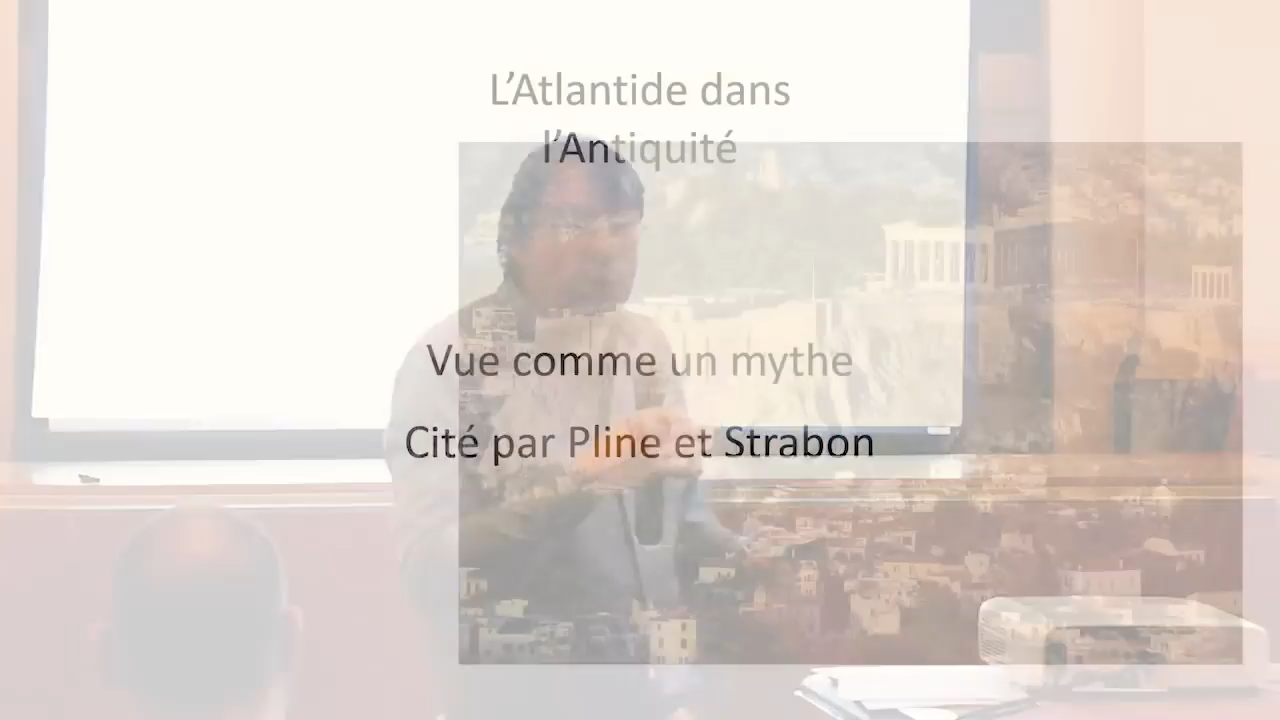 L’Atlantide dans
l’Antiquité
Vue comme un mythe
Cité par Pline et Strabon